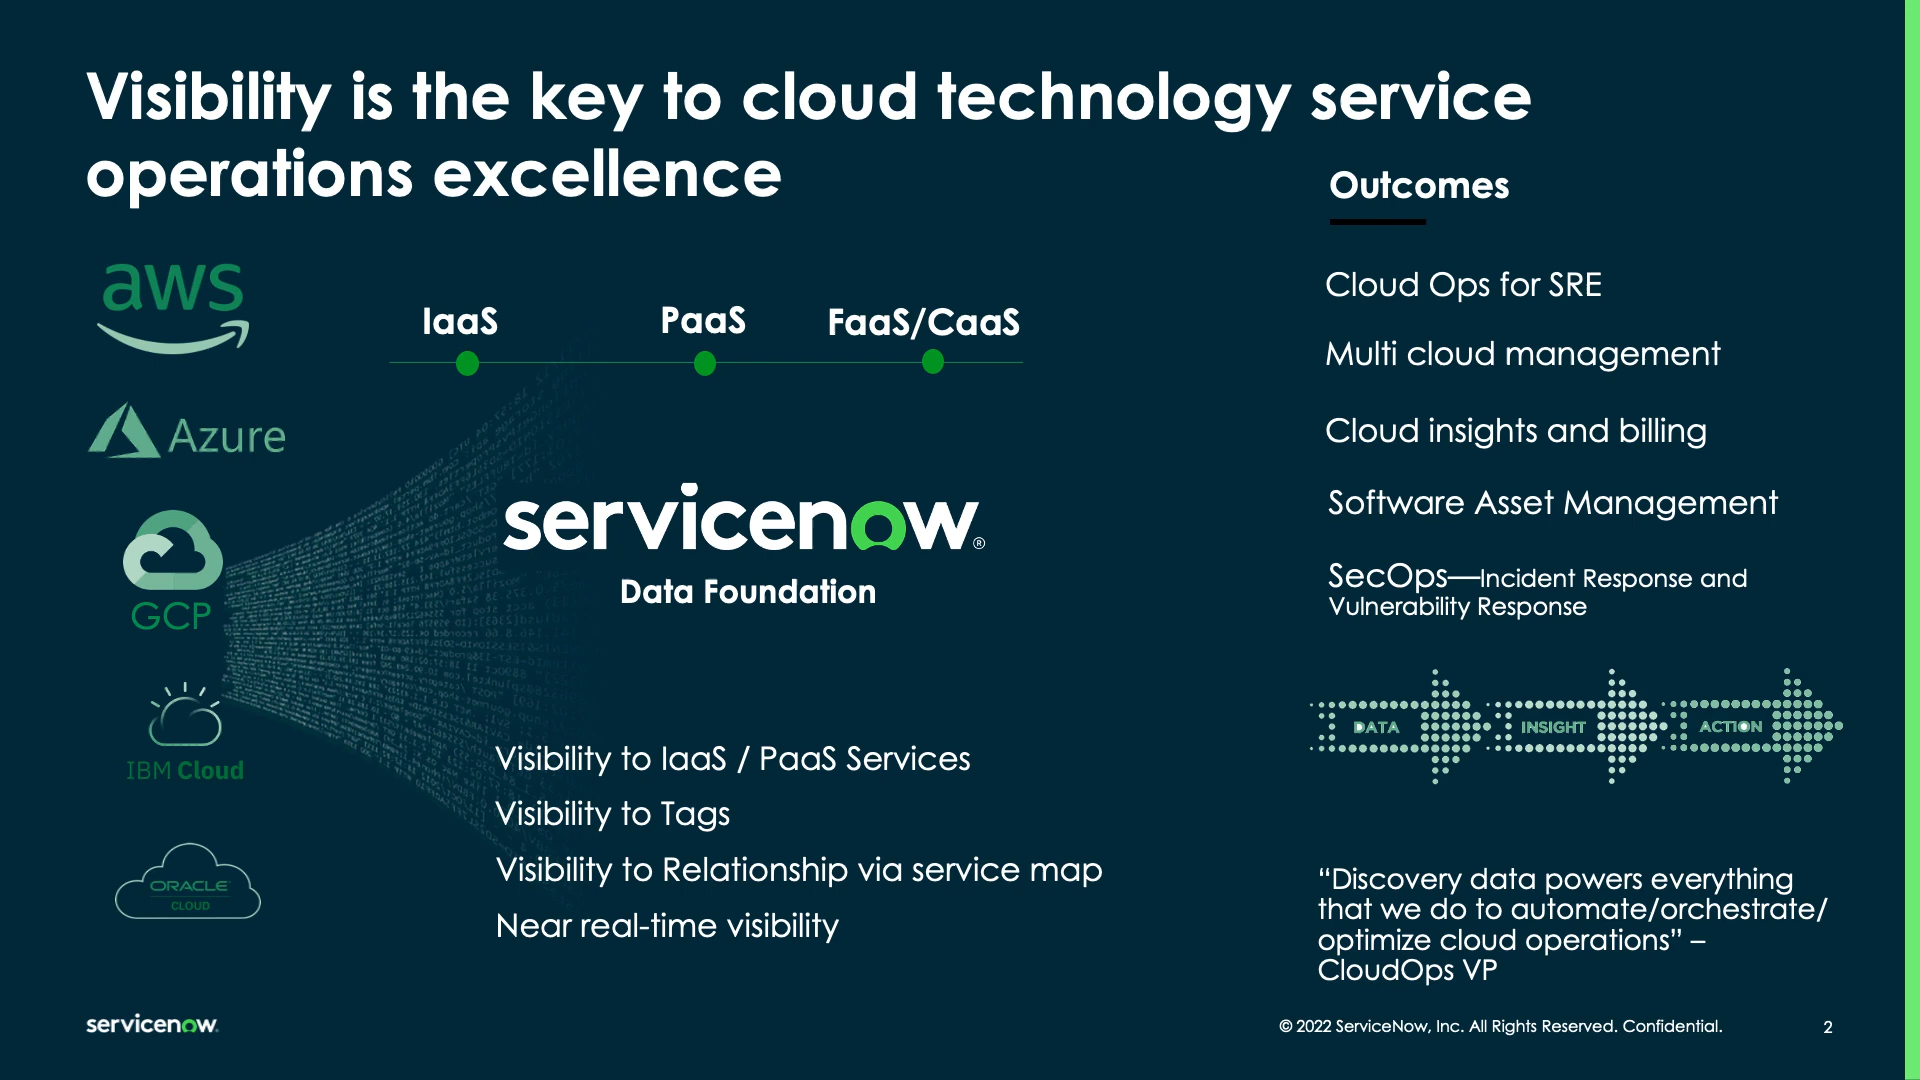 Visibility is the key to cloud technology service
operations excellence
aws
Azure
GCP
IBM Cloud
ORACLE
CLOUD
IaaS
PaaS
FaaS/CaaS
servicenow®
Data Foundation
Visibility to IaaS / PaaS Services
Visibility to Tags
Visibility to Relationship via service map
Near real-time visibility
Outcomes
Cloud Ops for SRE
Multi cloud management
Cloud insights and billing
Software Asset Management
SecOps—Incident Response and
Vulnerability Response
DATA
INSIGHT
ACTION
“Discovery data powers everything
that we do to automate/orchestrate/
optimize cloud operations” –
CloudOps VP
servicenow
© 2022 ServiceNow, Inc. All Rights Reserved. Confidential.
2